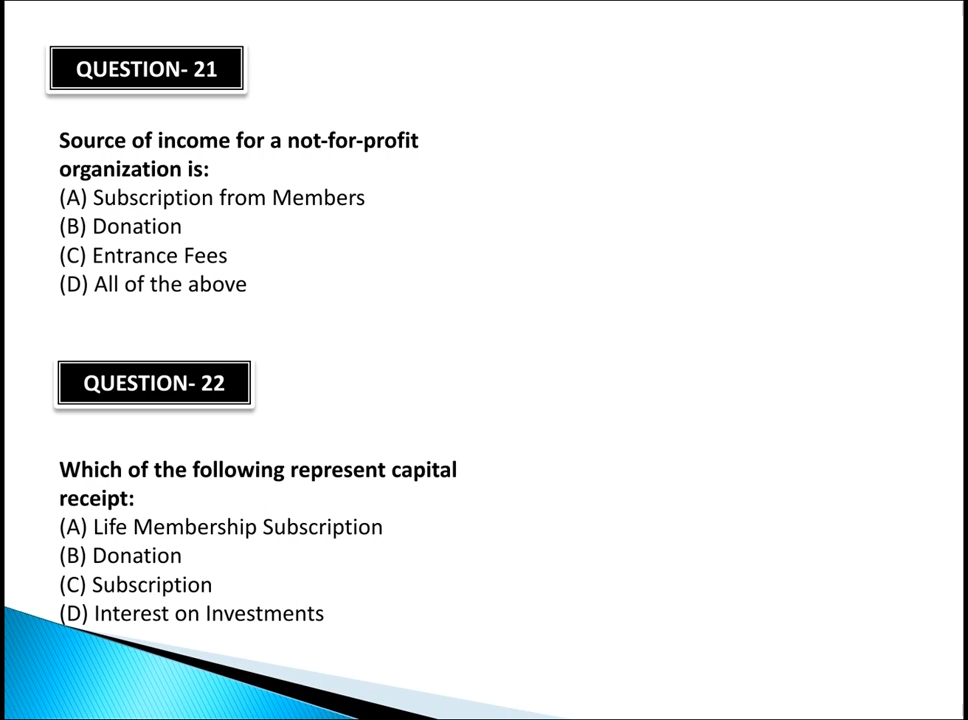 QUESTION- 21
Source of income for a not-for-profit
organization is:
(A) Subscription from Members
(B) Donation
(C) Entrance Fees
(D) All of the above
QUESTION- 22
Which of the following represent capital
receipt:
(A) Life Membership Subscription
(B) Donation
(C) Subscription
(D) Interest on Investments